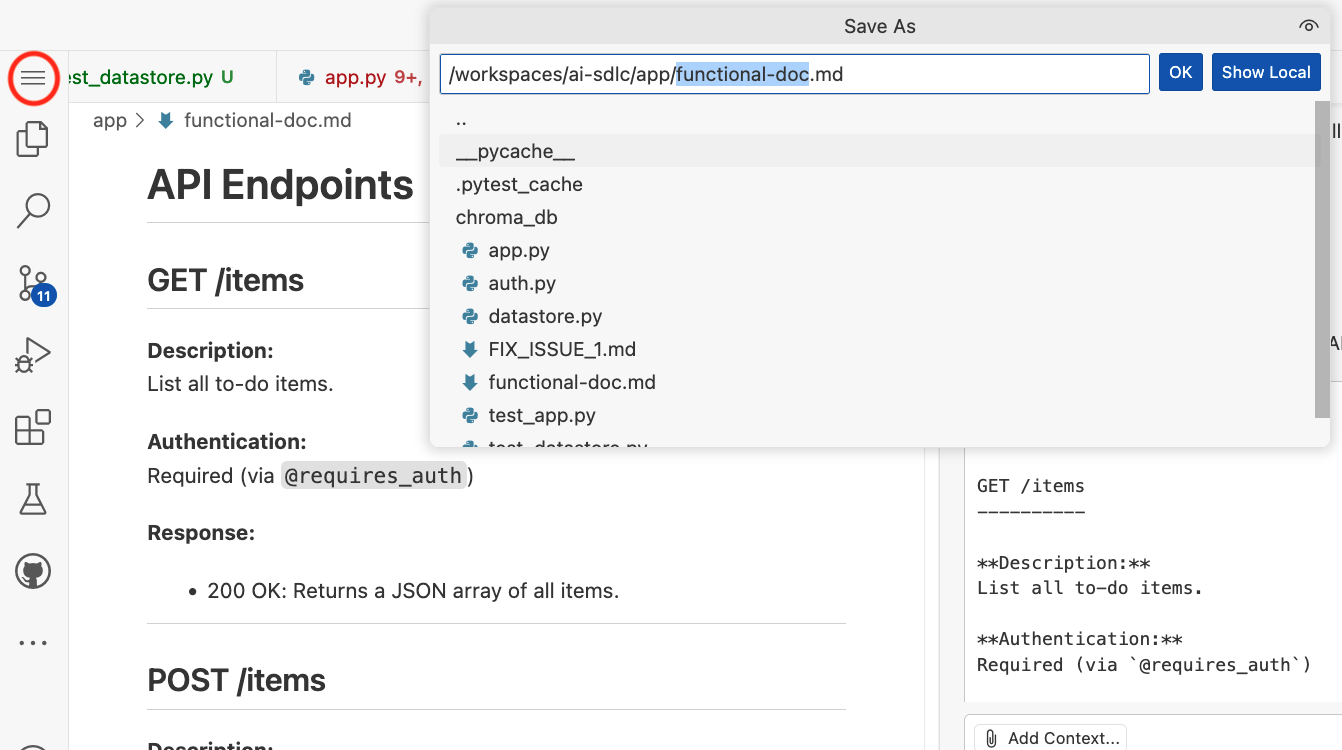 Save As
/workspaces/ai-sdlc/app/functional-doc.md
OK
Show Local
..
__pycache__
.pytest_cache
chroma_db
app.py
auth.py
datastore.py
FIX_ISSUE_1.md
functional-doc.md
test_app.py
test_datastore.py
est_datastore.py U
app.py 9+,
app > functional-doc.md
11
API Endpoints
GET /items
Description:
List all to-do items.
Authentication:
Required (via @requires_auth)
Response:
• 200 OK: Returns a JSON array of all items.
POST /items
Description:
GET /items
----------
**Description:**
List all to-do items.
**Authentication:**
Required (via `@requires_auth`)
Add Context...